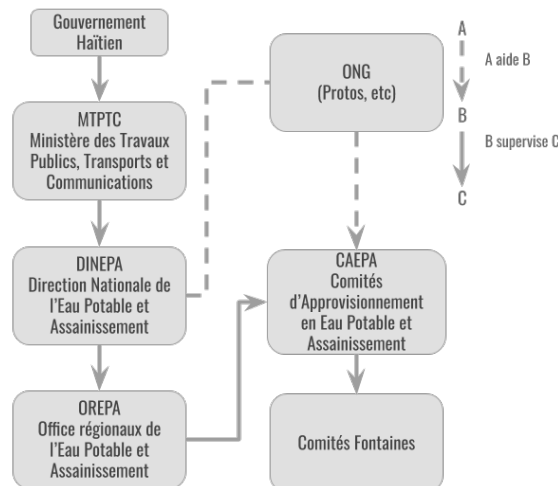 Gouvernement
Haïtien
MTPTC
Ministère des Travaux
Publics, Transports et
Communications
DINEPA
Direction Nationale de
l'Eau Potable et
Assainissement
OREPA
Office régionaux de
l'Eau Potable et
Assainissement
ONG
(Protos, etc)
CAEPA
Comités
d'Approvisionnement
en Eau Potable et
Assainissement
Comités Fontaines
A
A aide B
B
B supervise C
C